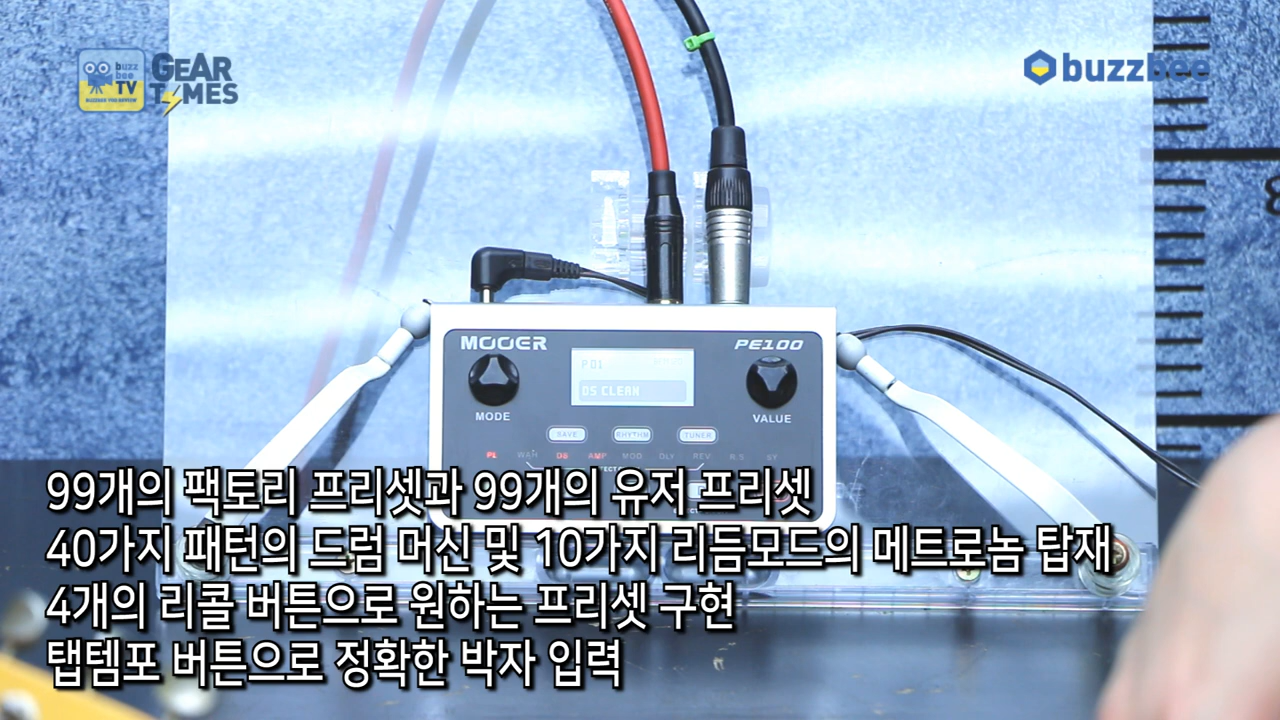 buzz
bee
TV
BUZZBEE TOOL REVIEW
GEAR
TIMES
buzzbee
8
MOOER
PE100
P01
DS CLEAN
MODE
VALUE
SAVE
RHYTHM
TUNER
PL WAH DS AMP MOD DLY REV R.S SY
99개의 팩토리 프리셋과 99개의 유저 프리셋
40가지 패턴의 드럼 머신 및 10가지 리듬모드의 메트로놈 탑재
4개의 리콜 버튼으로 원하는 프리셋 구현
탭템포 버튼으로 정확한 박자 입력